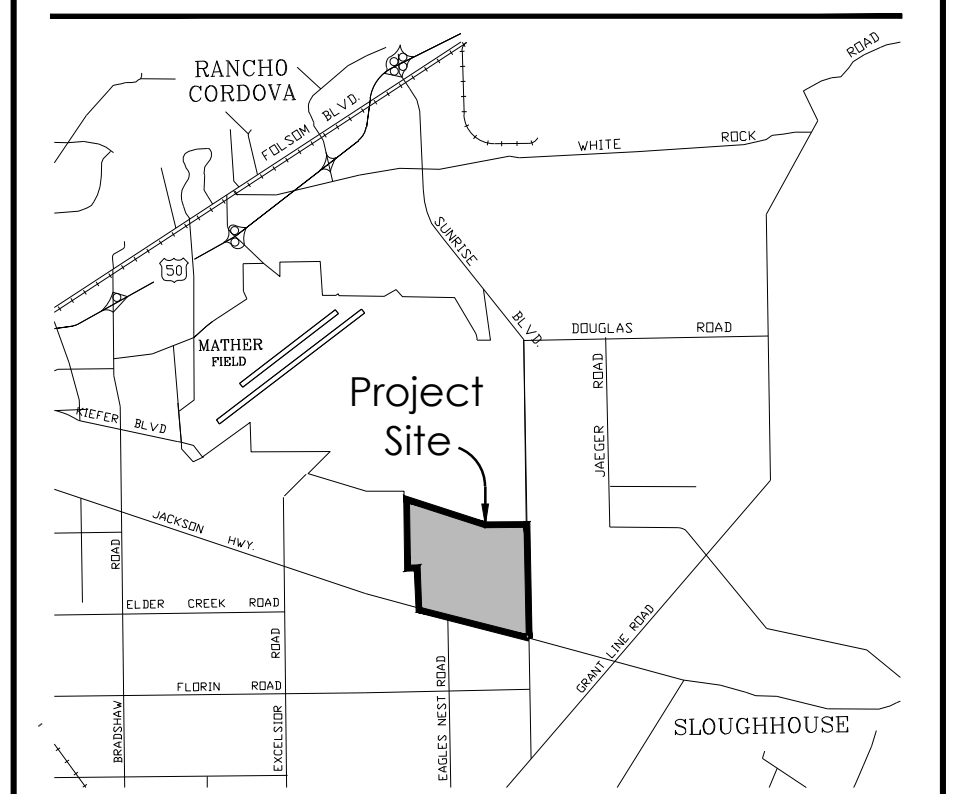 ROAD
RANCHO
CORDOVA
FOLSOM BLVD.
WHITE ROCK
SUNRISE BLVD.
50
DOUGLAS ROAD
MATHER
FIELD
JAEGER ROAD
Project
Site
KIEFER BLVD
JACKSON HWY.
ROAD
ELDER CREEK ROAD
ROAD
GRANT LINE ROAD
FLORIN ROAD
EAGLES NEST ROAD
BRADSHAW
EXCELSIOR
SLOUGHHOUSE